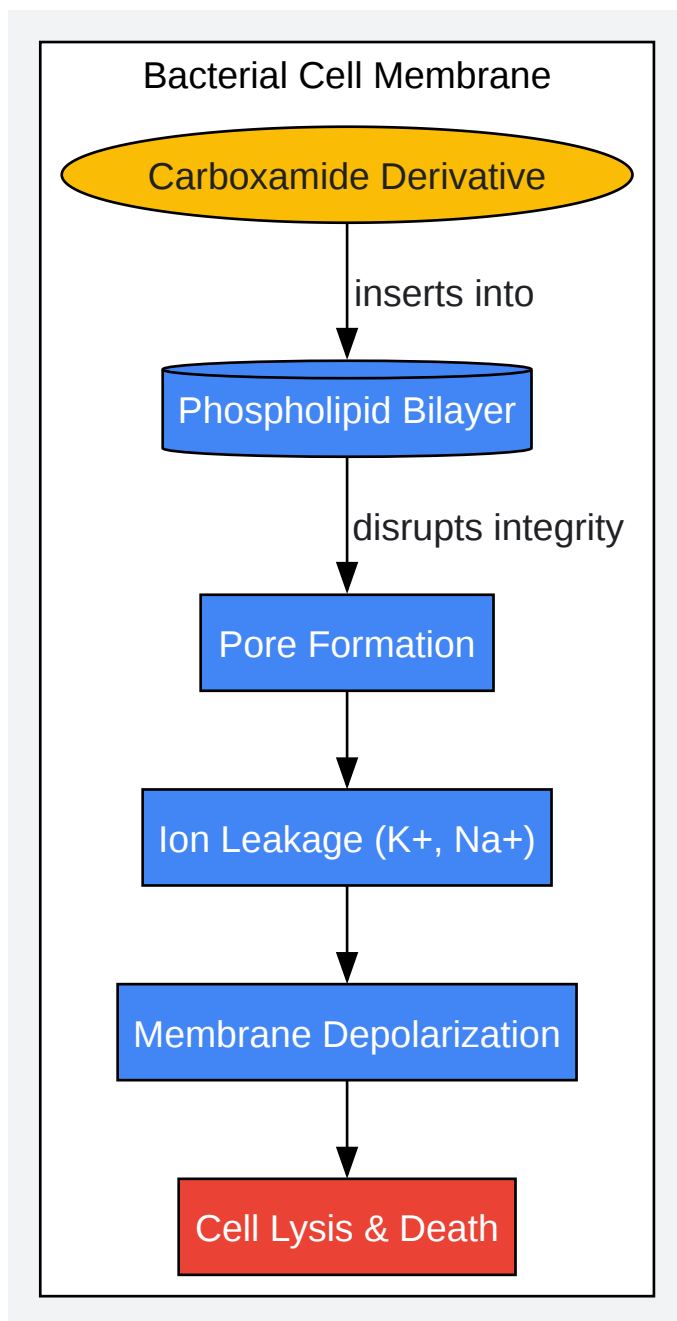 Bacterial Cell Membrane
Carboxamide Derivative
inserts into
Phospholipid Bilayer
disrupts integrity
Pore Formation
Ion Leakage (K+, Na+)
Membrane Depolarization
Cell Lysis & Death